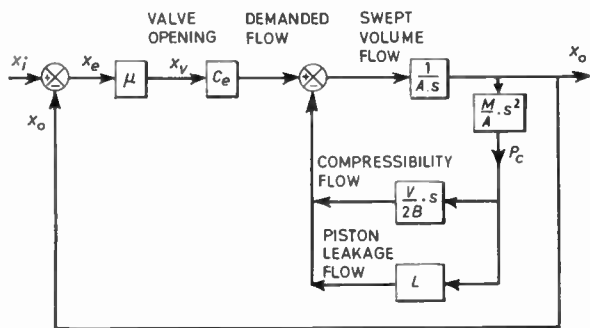 VALVE OPENING
DEMANDED FLOW
SWEPT VOLUME FLOW
xi
xe
μ
xv
Ce
1/A.s
xo
xo
M/A . s²
Pc
COMPRESSIBILITY FLOW
V/2B . s
PISTON LEAKAGE FLOW
L